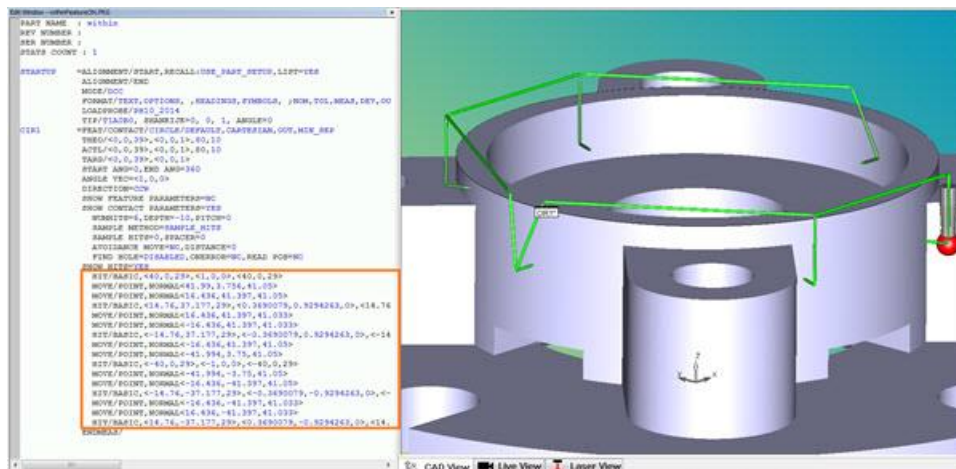 Edit Window - withinFeatureCIR.PRG
PART NAME : within
REV NUMBER :
SER NUMBER :
STATS COUNT : 1
STARTUP =ALIGNMENT/START,RECALL:USE_PART_SETUP,LIST=YES
ALIGNMENT/END
MODE/DCC
FORMAT/TEXT,OPTIONS, ,HEADINGS,SYMBOLS, ;NOM,TOL,MEAS,DEV,OU
LOADPROBE/PH10_2014
TIP/T1A0B0, SHANKIJK=0, 0, 1, ANGLE=0
CIR1 =FEAT/CONTACT/CIRCLE/DEFAULT,CARTESIAN,OUT,MIN_REP
THEO/<0,0,39>,<0,0,1>,80,10
ACTL/<0,0,39>,<0,0,1>,80,10
TARG/<0,0,39>,<0,0,1>
START ANG=0,END ANG=360
ANGLE VEC=<1,0,0>
DIRECTION=CCW
SHOW FEATURE PARAMETERS=NO
SHOW CONTACT PARAMETERS=YES
NUMHITS=6,DEPTH=-10,PITCH=0
SAMPLE METHOD=SAMPLE_HITS
SAMPLE HITS=0,SPACER=0
AVOIDANCE MOVE=NO,DISTANCE=0
FIND HOLE=DISABLED,ONERROR=NO,READ POS=NO
SHOW HITS=YES
HIT/BASIC,<40,0,29>,<1,0,0>,<40,0,29>
MOVE/POINT,NORMAL<41.99,3.756,41.05>
MOVE/POINT,NORMAL<16.436,41.397,41.05>
HIT/BASIC,<14.76,37.177,29>,<0.3690079,0.9294263,0>,<14.76
MOVE/POINT,NORMAL<16.436,41.397,41.033>
MOVE/POINT,NORMAL<-16.436,41.397,41.033>
HIT/BASIC,<-14.76,37.177,29>,<-0.3690079,0.9294263,0>,<-14
MOVE/POINT,NORMAL<-16.436,41.397,41.05>
MOVE/POINT,NORMAL<-41.994,3.75,41.05>
HIT/BASIC,<-40,0,29>,<-1,0,0>,<-40,0,29>
MOVE/POINT,NORMAL<-41.994,-3.75,41.05>
MOVE/POINT,NORMAL<-16.436,-41.397,41.05>
HIT/BASIC,<-14.76,-37.177,29>,<-0.3690079,-0.9294263,0>,<-
MOVE/POINT,NORMAL<-16.436,-41.397,41.033>
MOVE/POINT,NORMAL<16.436,-41.397,41.033>
HIT/BASIC,<14.76,-37.177,29>,<0.3690079,-0.9294263,0>,<14.
ENDMEAS/
CIR1
Z
Y
X
CAD View Live View Laser View